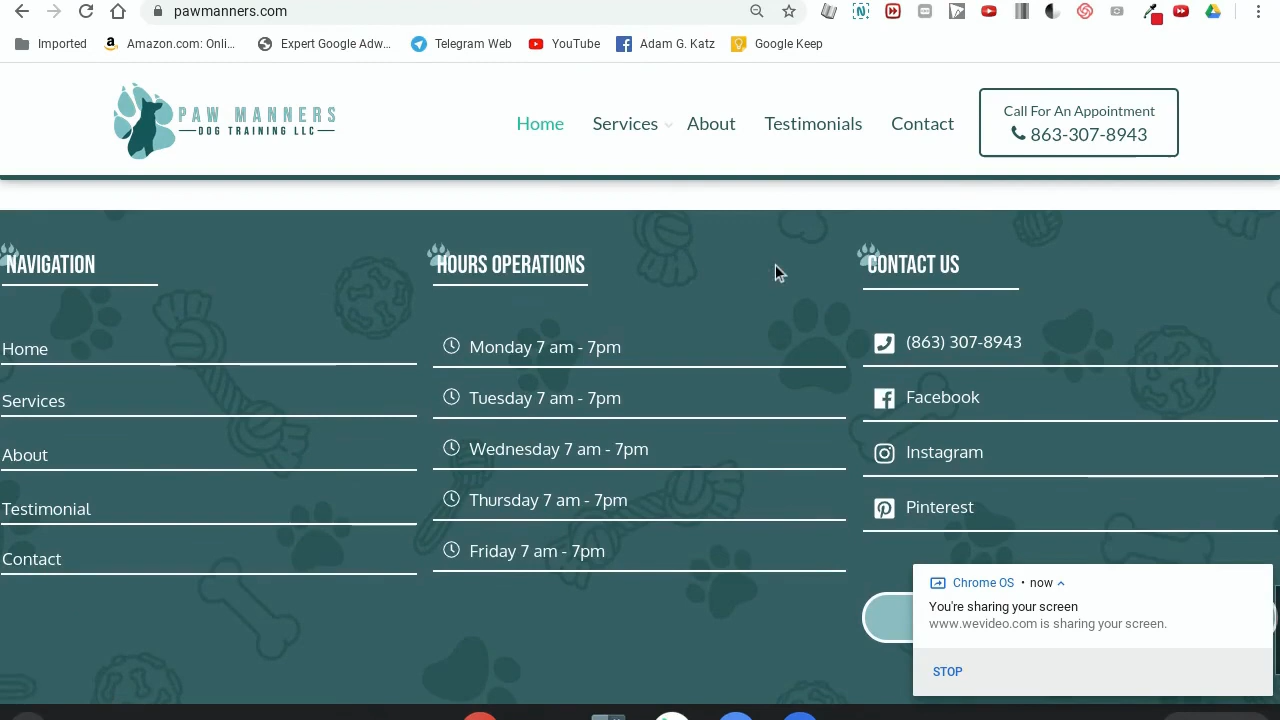 pawmanners.com
Imported
Amazon.com: Onli...
Expert Google Adw...
Telegram Web
YouTube
Adam G. Katz
Google Keep
PAW MANNERS
DOG TRAINING LLC
Home
Services
About
Testimonials
Contact
Call For An Appointment
863-307-8943
NAVIGATION
Home
Services
About
Testimonial
Contact
HOURS OPERATIONS
Monday 7 am - 7pm
Tuesday 7 am - 7pm
Wednesday 7 am - 7pm
Thursday 7 am - 7pm
Friday 7 am - 7pm
CONTACT US
(863) 307-8943
Facebook
Instagram
Pinterest
Chrome OS • now
You're sharing your screen
www.wevideo.com is sharing your screen.
STOP